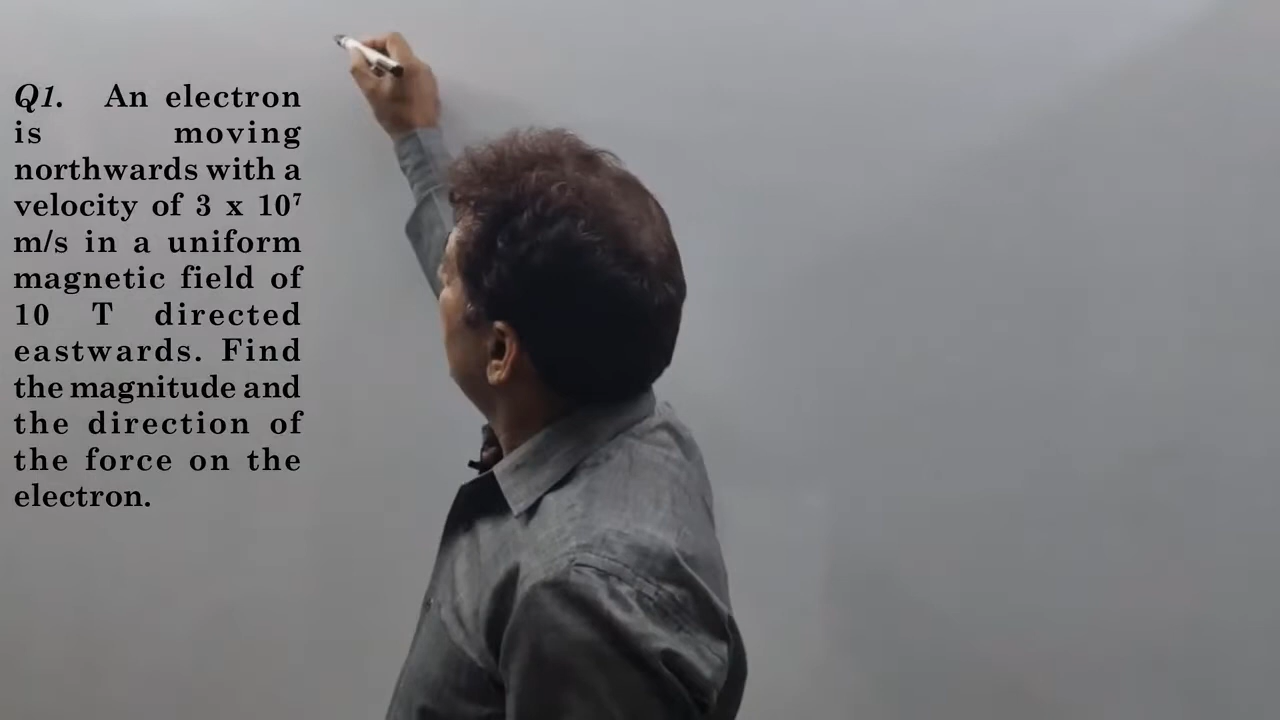 Q1. An electron
is moving
northwards with a
velocity of 3 x 10⁷
m/s in a uniform
magnetic field of
10 T directed
eastwards. Find
the magnitude and
the direction of
the force on the
electron.